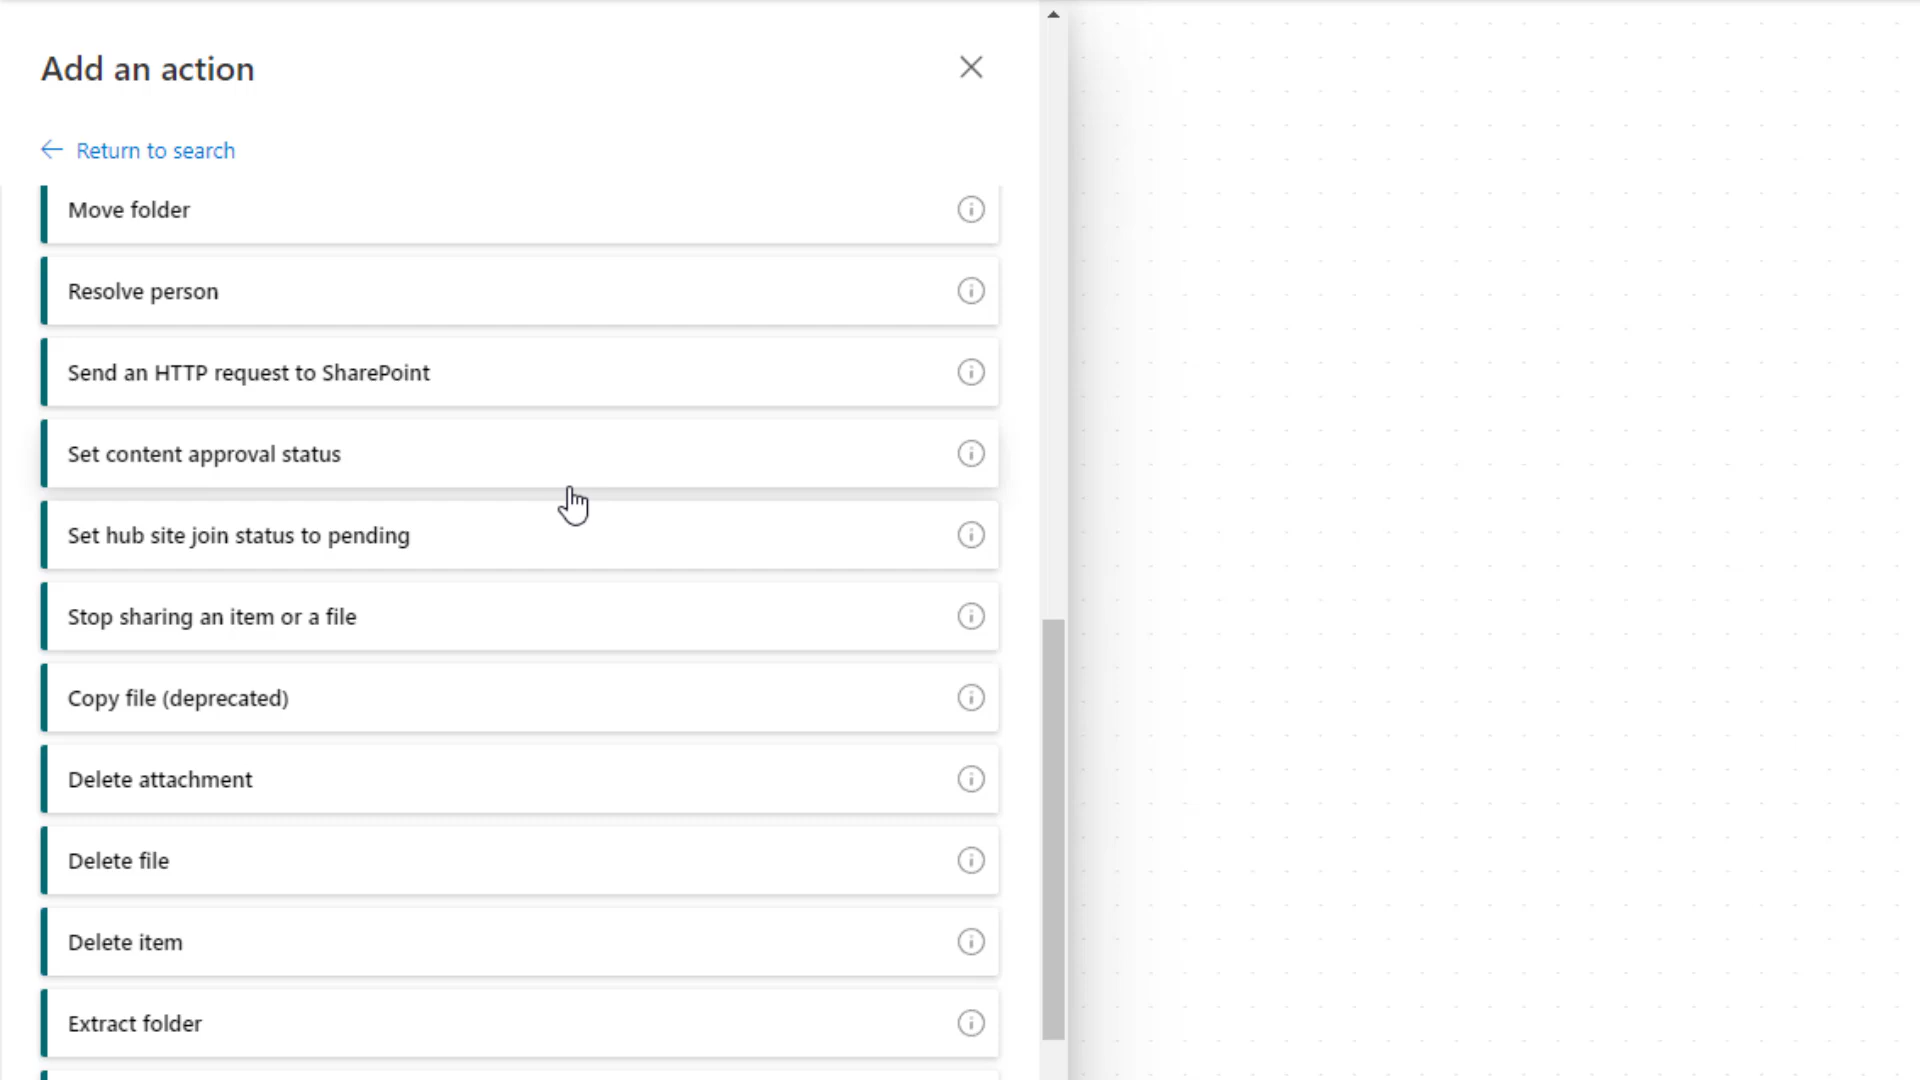 Add an action
Return to search
Move folder
Resolve person
Send an HTTP request to SharePoint
Set content approval status
Set hub site join status to pending
Stop sharing an item or a file
Copy file (deprecated)
Delete attachment
Delete file
Delete item
Extract folder